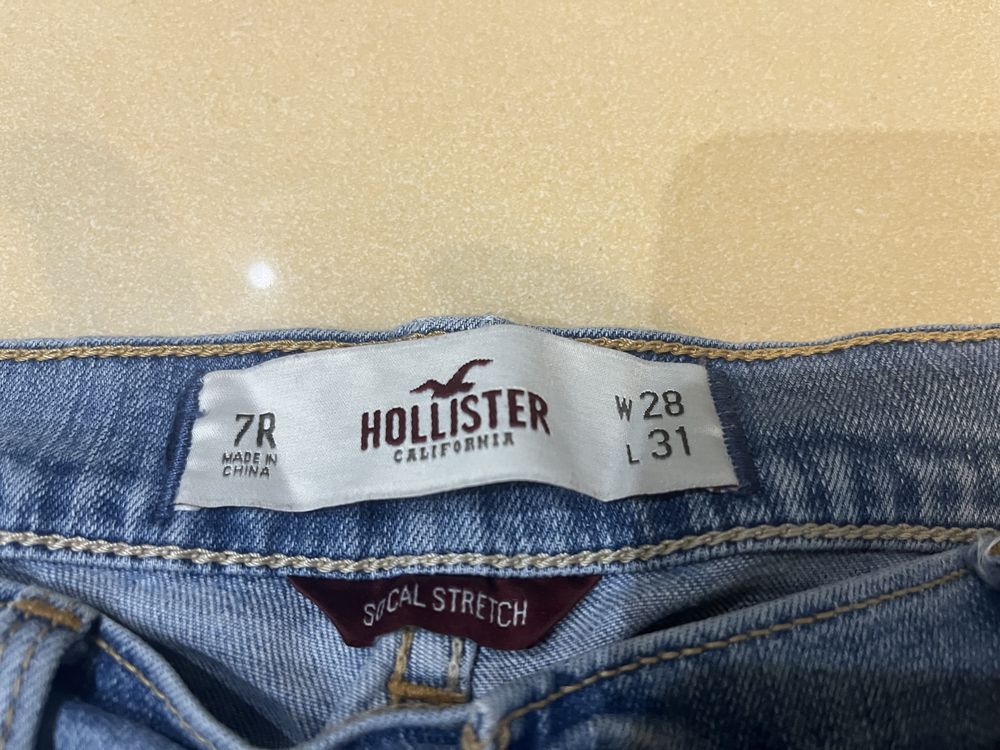 7R
MADE IN
CHINA
HOLLISTER
CALIFORNIA
W 28
L 31
SOCAL STRETCH